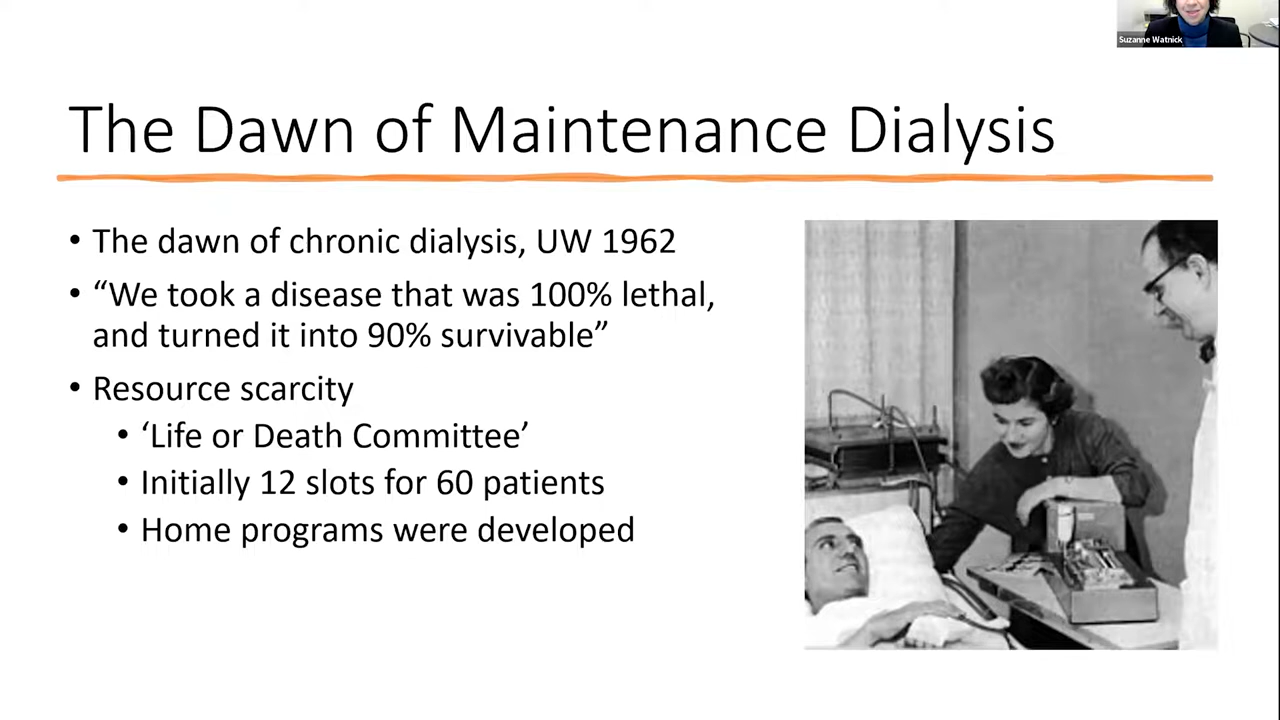 Suzanne Watnick
The Dawn of Maintenance Dialysis
• The dawn of chronic dialysis, UW 1962
• “We took a disease that was 100% lethal,
and turned it into 90% survivable”
• Resource scarcity
• ‘Life or Death Committee’
• Initially 12 slots for 60 patients
• Home programs were developed